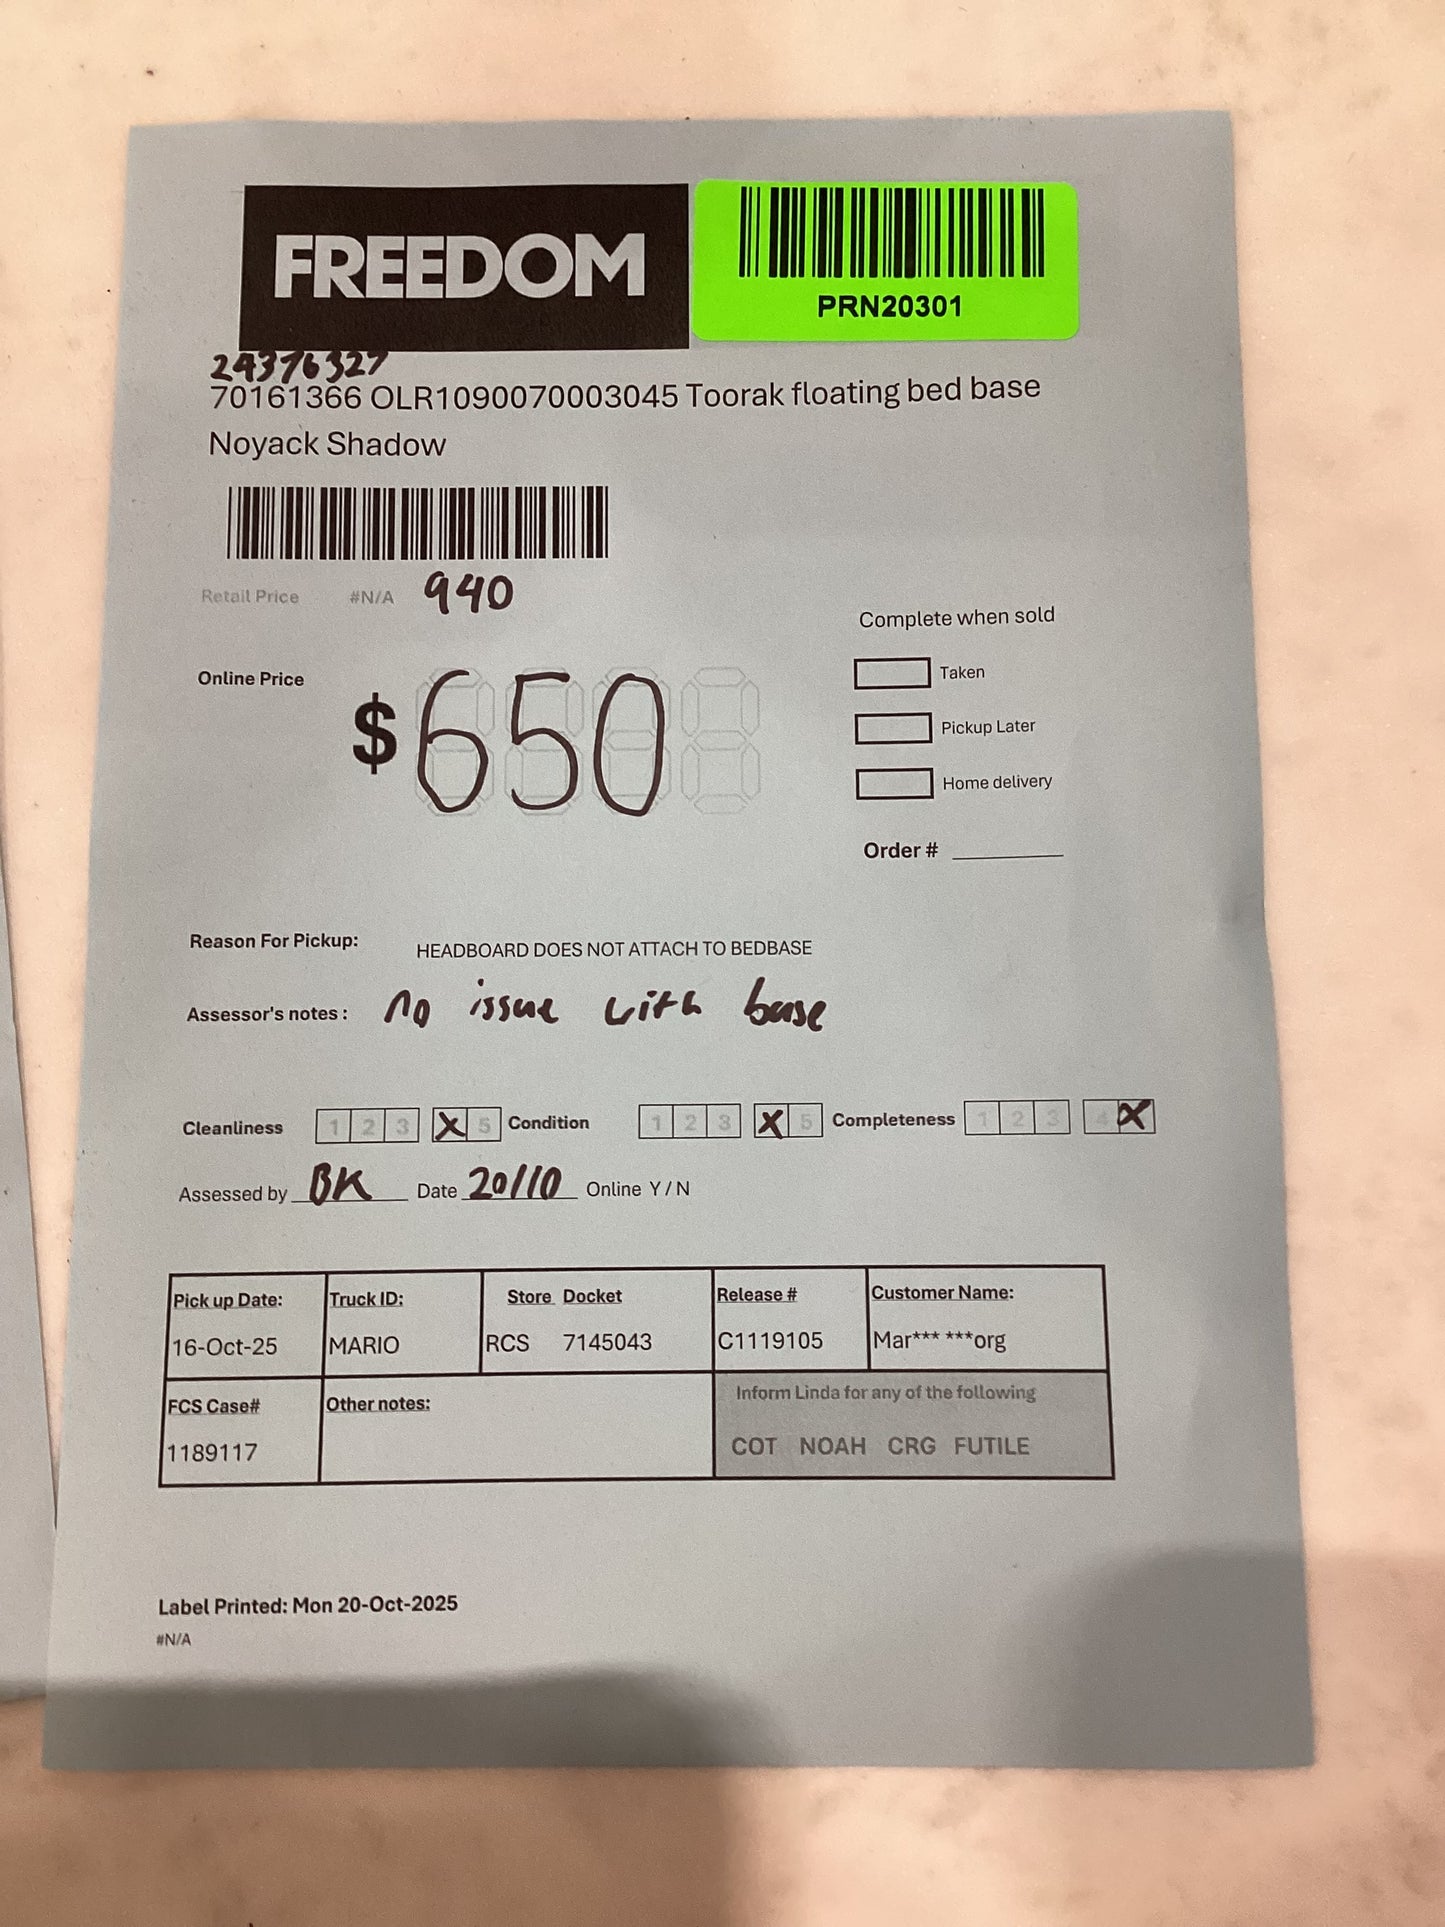 FREEDOM
PRN20301
24376327
70161366 OLR1090070003045 Toorak floating bed base
Noyack Shadow
Retail Price #N/A 940
Complete when sold
Online Price $650
Taken
Pickup Later
Home delivery
Order #
Reason For Pickup: HEADBOARD DOES NOT ATTACH TO BEDBASE
Assessor's notes : no issue with base
Cleanliness 1 2 3 X 5 Condition 1 2 3 X 5 Completeness 1 2 3 4 X
Assessed by BK Date 20/10 Online Y / N
Pick up Date: Truck ID: Store Docket Release # Customer Name:
16-Oct-25 MARIO RCS 7145043 C1119105 Mar*** ***org
FCS Case# Other notes: Inform Linda for any of the following
1189117 COT NOAH CRG FUTILE
Label Printed: Mon 20-Oct-2025
#N/A